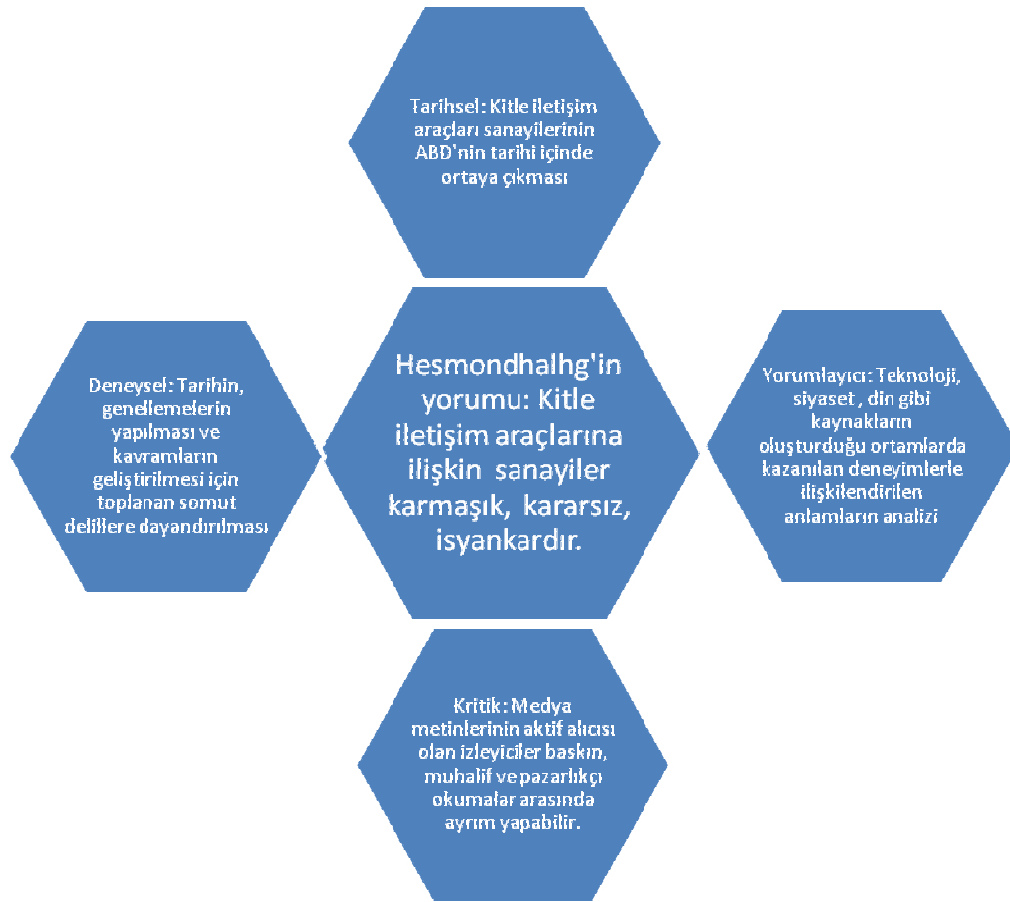 Tarihsel: Kitle iletişim
araçları sanayilerinin
ABD'nin tarihi içinde
ortaya çıkması
Deneysel: Tarihin,
genellemelerin
yapılması ve
kavramların
geliştirilmesi için
toplanan somut
delillere dayandırılması
Hesmondhalhg'in
yorumu: Kitle
iletişim araçlarına
ilişkin sanayiler
karmaşık, kararsız,
isyankardır.
Yorumlayıcı: Teknoloji,
siyaset , din gibi
kaynakların
oluşturduğu ortamlarda
kazanılan deneyimlerle
ilişkilendirilen
anlamların analizi
Kritik: Medya
metinlerinin aktif alıcısı
olan izleyiciler baskın,
muhalif ve pazarlıkçı
okumalar arasında
ayrım yapabilir.